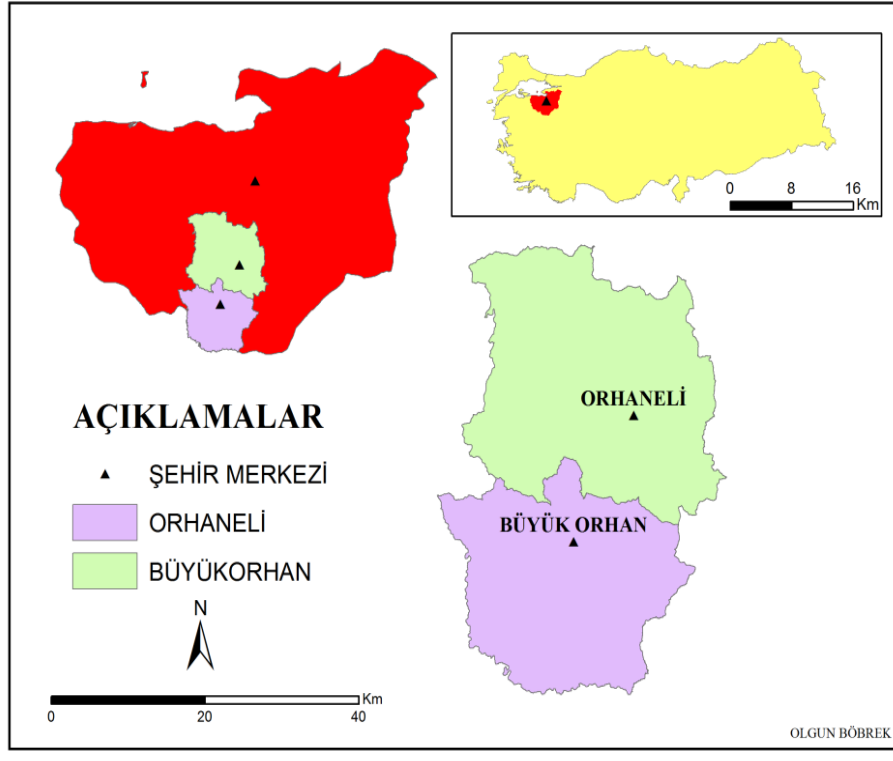 0 8 16
Km
ORHANELİ
BÜYÜK ORHAN
AÇIKLAMALAR
ŞEHİR MERKEZİ
ORHANELİ
BÜYÜKORHAN
N
Km
0 20 40
OLGUN BÖBREK